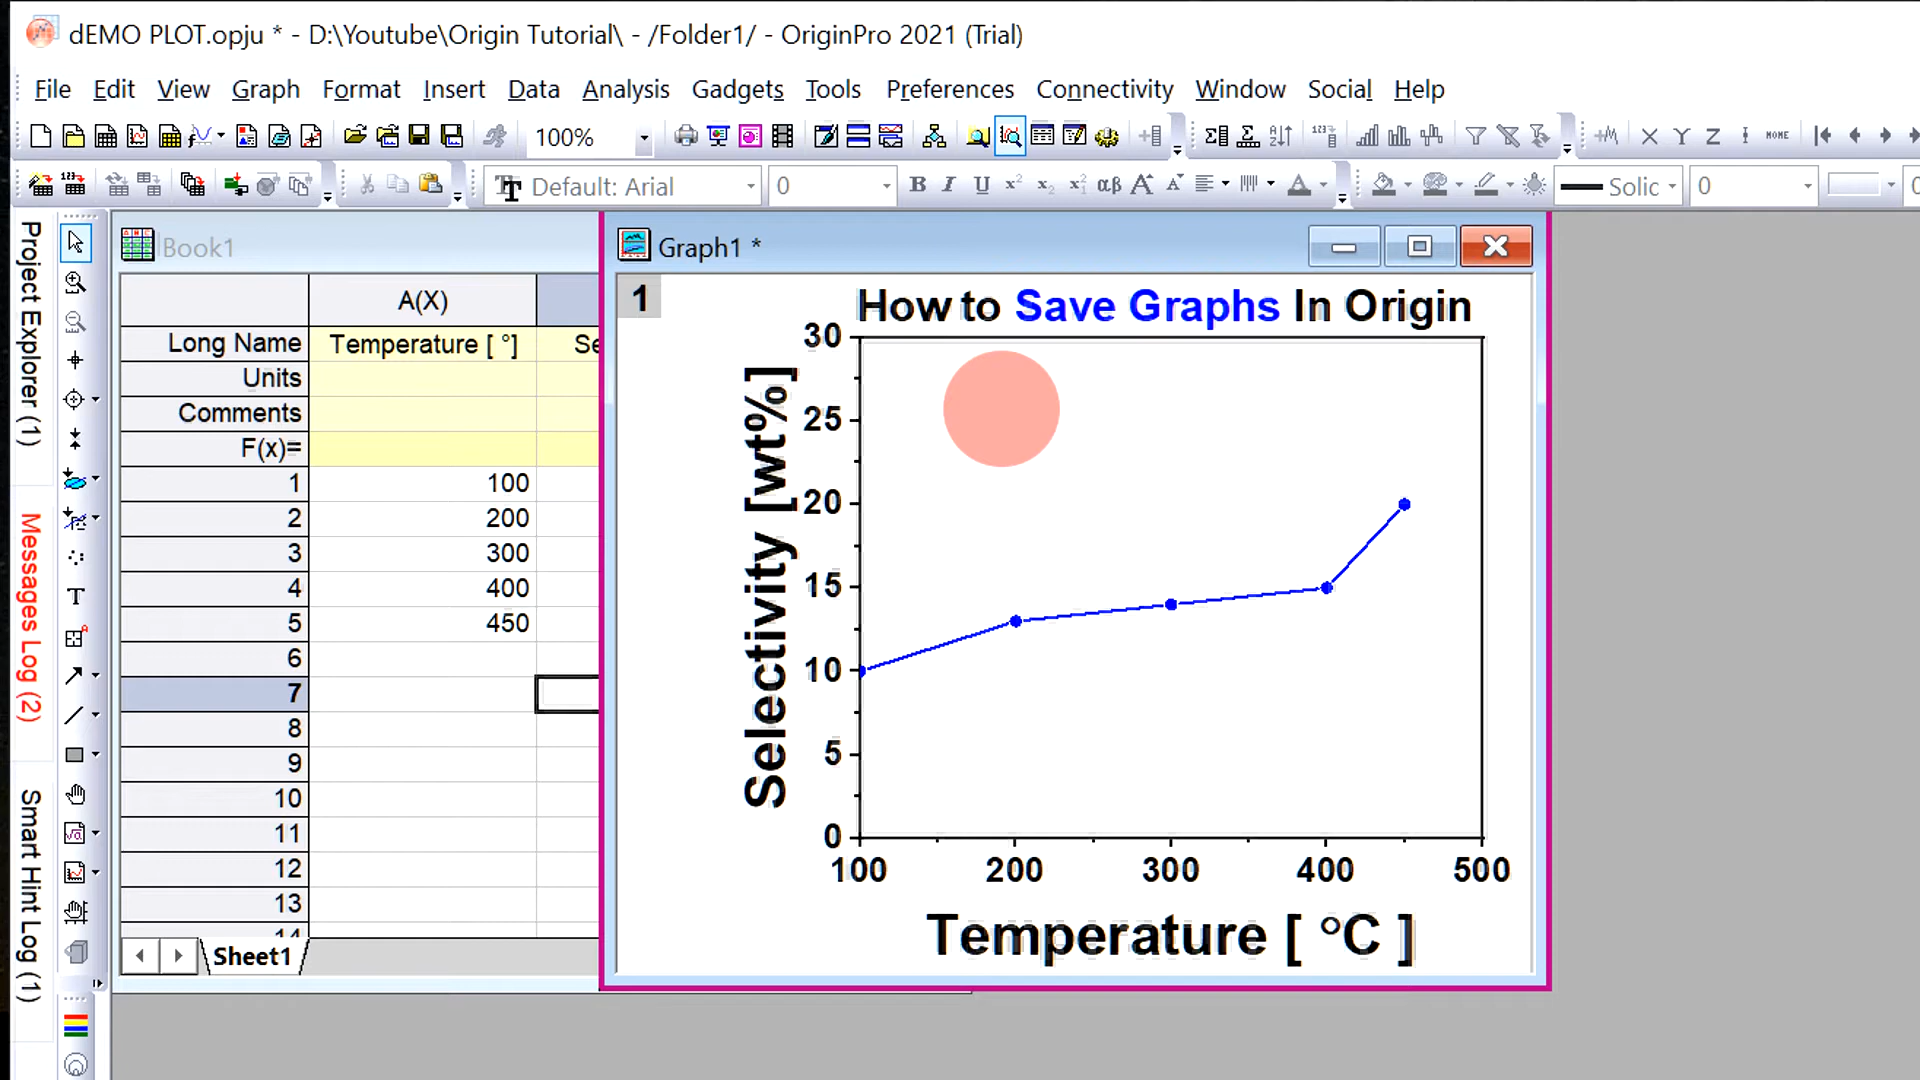 dEMO PLOT.opju * - D:\Youtube\Origin Tutorial\ - /Folder1/ - OriginPro 2021 (Trial)
File Edit View Graph Format Insert Data Analysis Gadgets Tools Preferences Connectivity Window Social Help
100%
X Y Z HOME
Default: Arial 0 B I U αβ A A A Solic 0
Project Explorer (1)
Messages Log (2)
Smart Hint Log (1)
Book1
A(X)
Long Name Temperature [ °] Se
Units
Comments
F(x)=
1 100
2 200
3 300
4 400
5 450
6
7
8
9
10
11
12
13
14
Sheet1
Graph1 *
1
How to Save Graphs In Origin
Selectivity [wt%]
30
25
20
15
10
5
0
100 200 300 400 500
Temperature [ °C ]